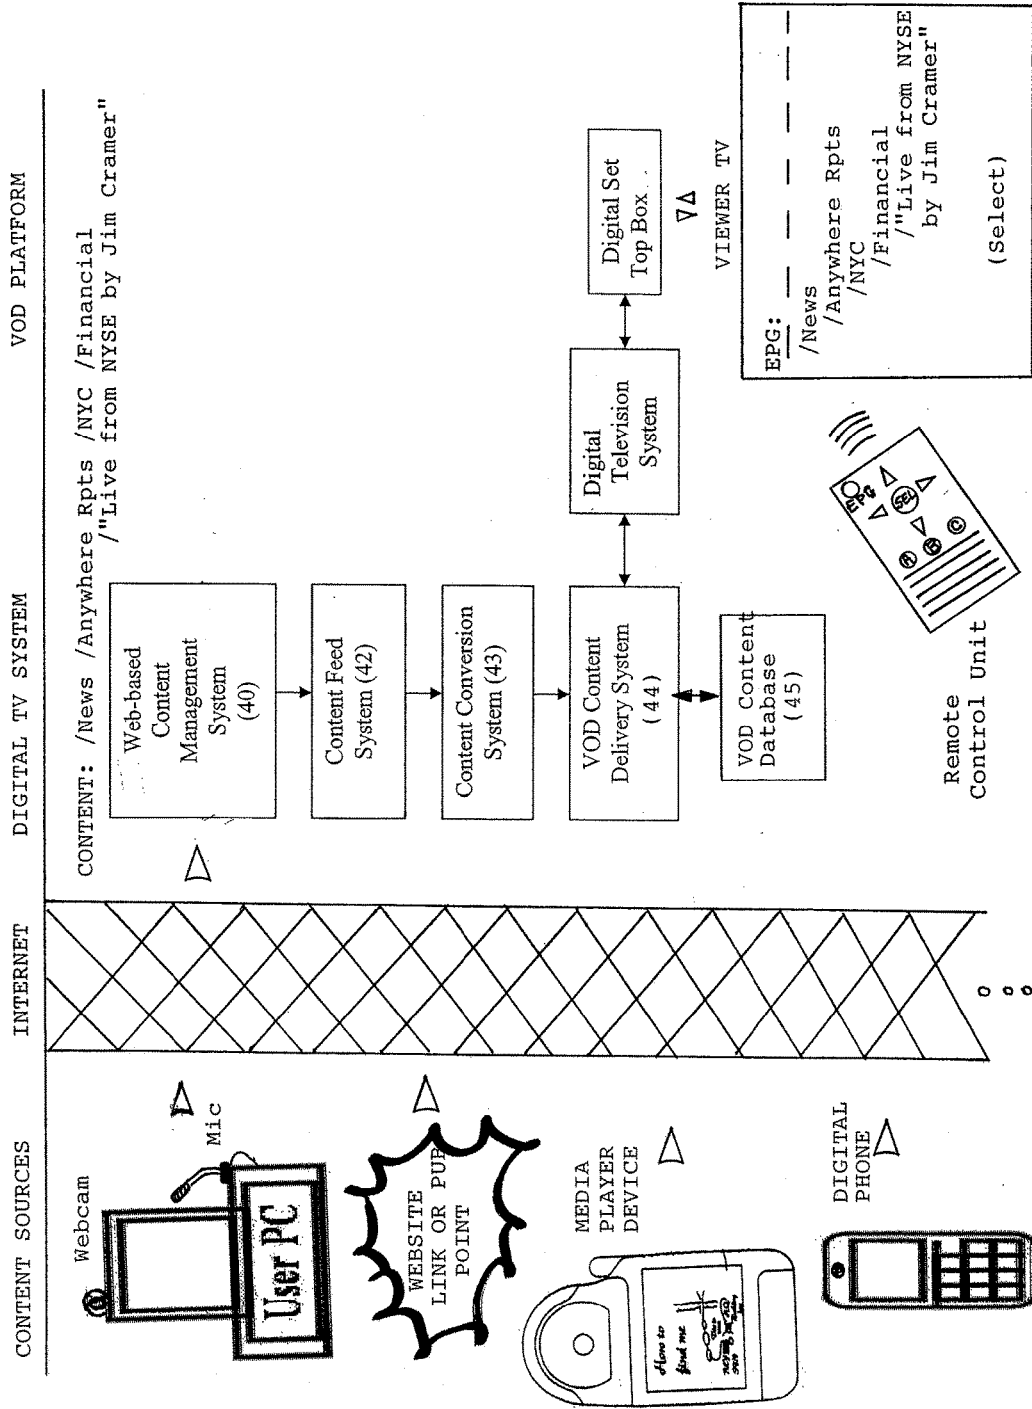 CONTENT SOURCES
INTERNET
DIGITAL TV SYSTEM
VOD PLATFORM
Webcam
Mic
User PC
WEBSITE
LINK OR PUB
POINT
MEDIA
PLAYER
DEVICE
How to
find me
DIGITAL
PHONE
CONTENT: /News /Anywhere Rpts /NYC /Financial
/"Live from NYSE by Jim Cramer"
Web-based
Content
Management
System
(40)
Content Feed
System (42)
Content Conversion
System (43)
VOD Content
Delivery System
(44)
VOD Content
Database
(45)
Digital
Television
System
Digital Set
Top Box
VIEWER TV
Remote
Control Unit
EPG
SEL
A
B
C
EPG:
/News
/Anywhere Rpts
/NYC
/Financial
/"Live from NYSE
by Jim Cramer"
(Select)